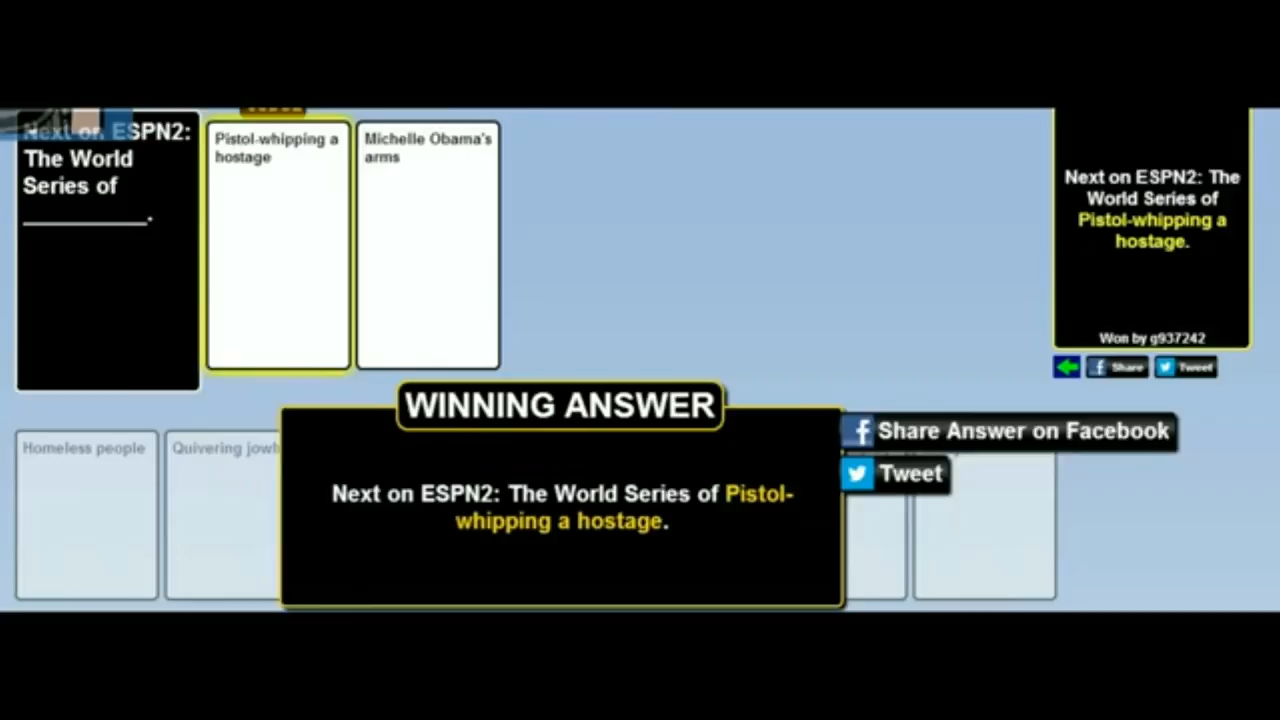 Next on ESPN2:
The World
Series of
__________.
Pistol-whipping a
hostage
Michelle Obama's
arms
Next on ESPN2: The
World Series of
Pistol-whipping a
hostage.
Won by g937242
Share
Tweet
WINNING ANSWER
Next on ESPN2: The World Series of Pistol-
whipping a hostage.
Share Answer on Facebook
Tweet
Homeless people
Quivering